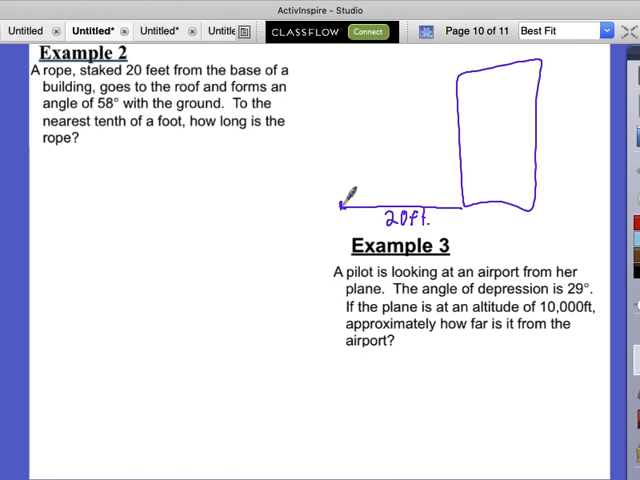 ActivInspire - Studio
Untitled
Untitled*
Untitled*
Untitle
CLASSFLOW
Connect
Page 10 of 11
Best Fit
Example 2
A rope, staked 20 feet from the base of a
building, goes to the roof and forms an
angle of 58° with the ground. To the
nearest tenth of a foot, how long is the
rope?
20ft.
Example 3
A pilot is looking at an airport from her
plane. The angle of depression is 29°.
If the plane is at an altitude of 10,000ft,
approximately how far is it from the
airport?